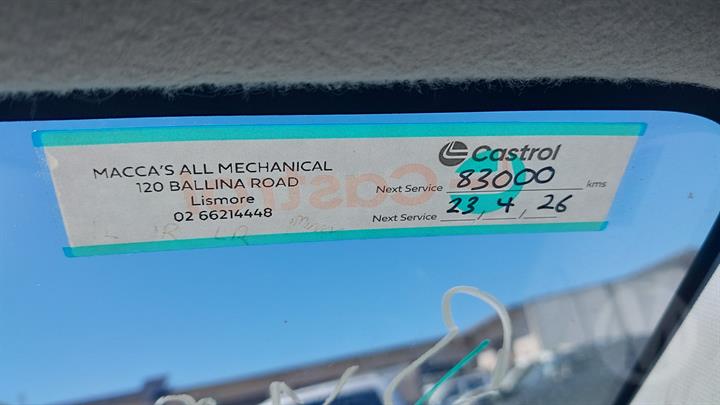 MACCA'S ALL MECHANICAL
120 BALLINA ROAD
Lismore
02 66214448
Castrol
Next Service 83000 kms
Next Service 23, 4, 26
Castrol